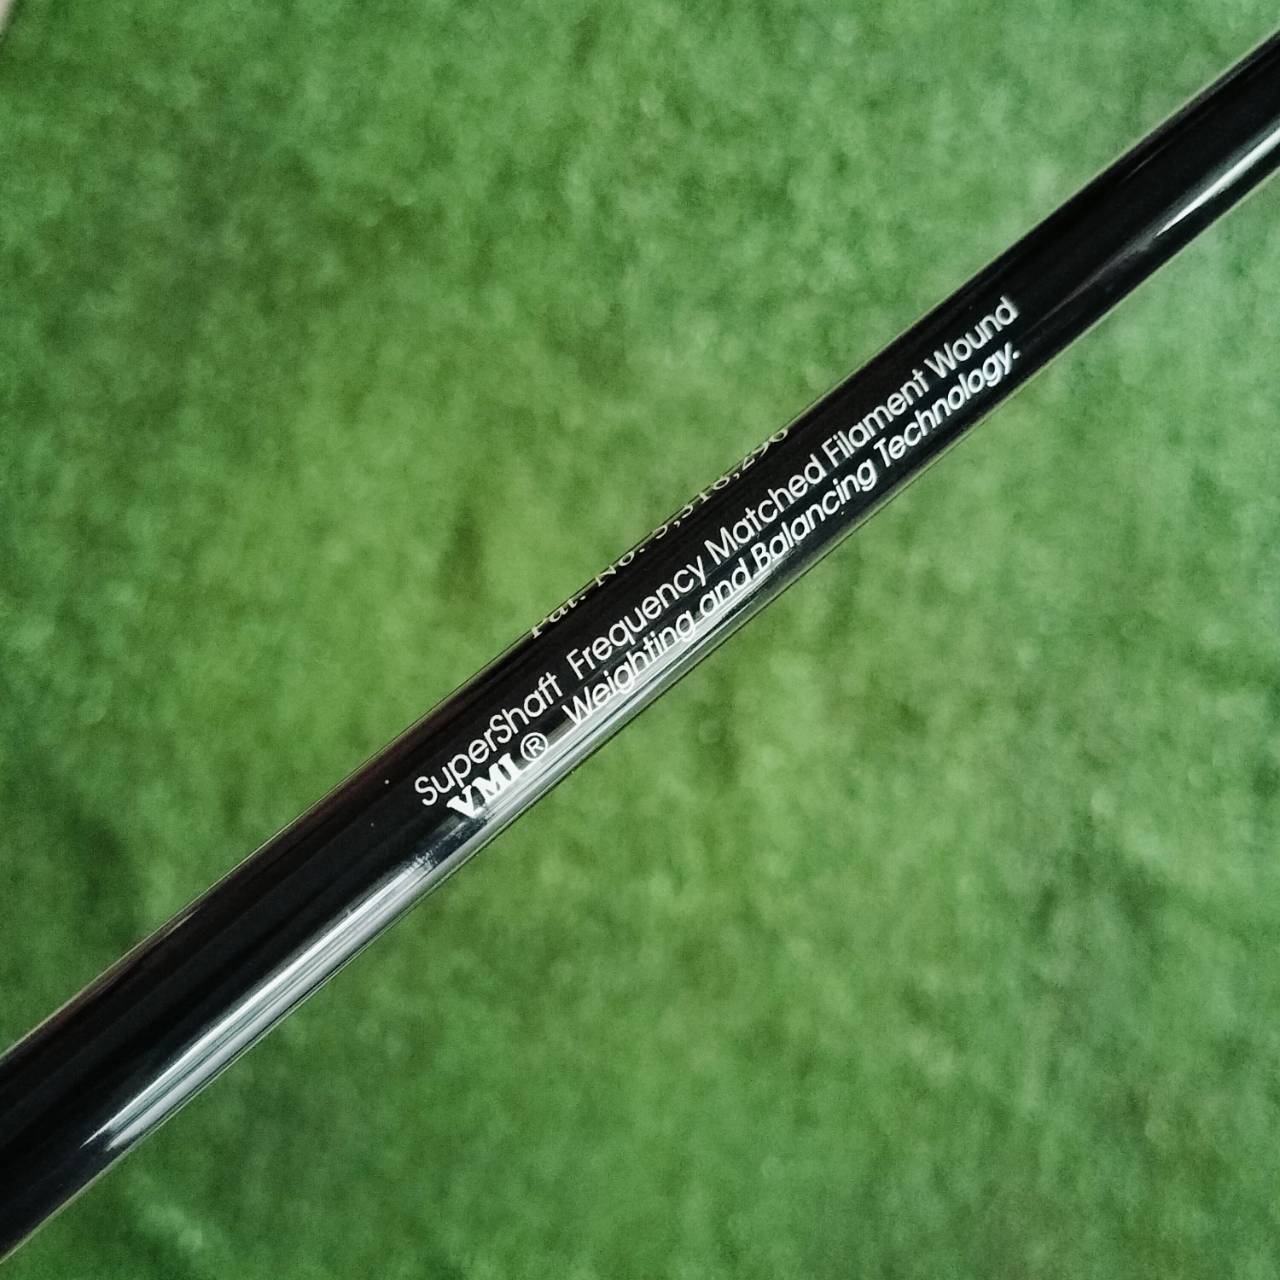 Pat. No. 5,318,296
SuperShaft Frequency Matched Filament Wound
VMI® Weighting and Balancing Technology.